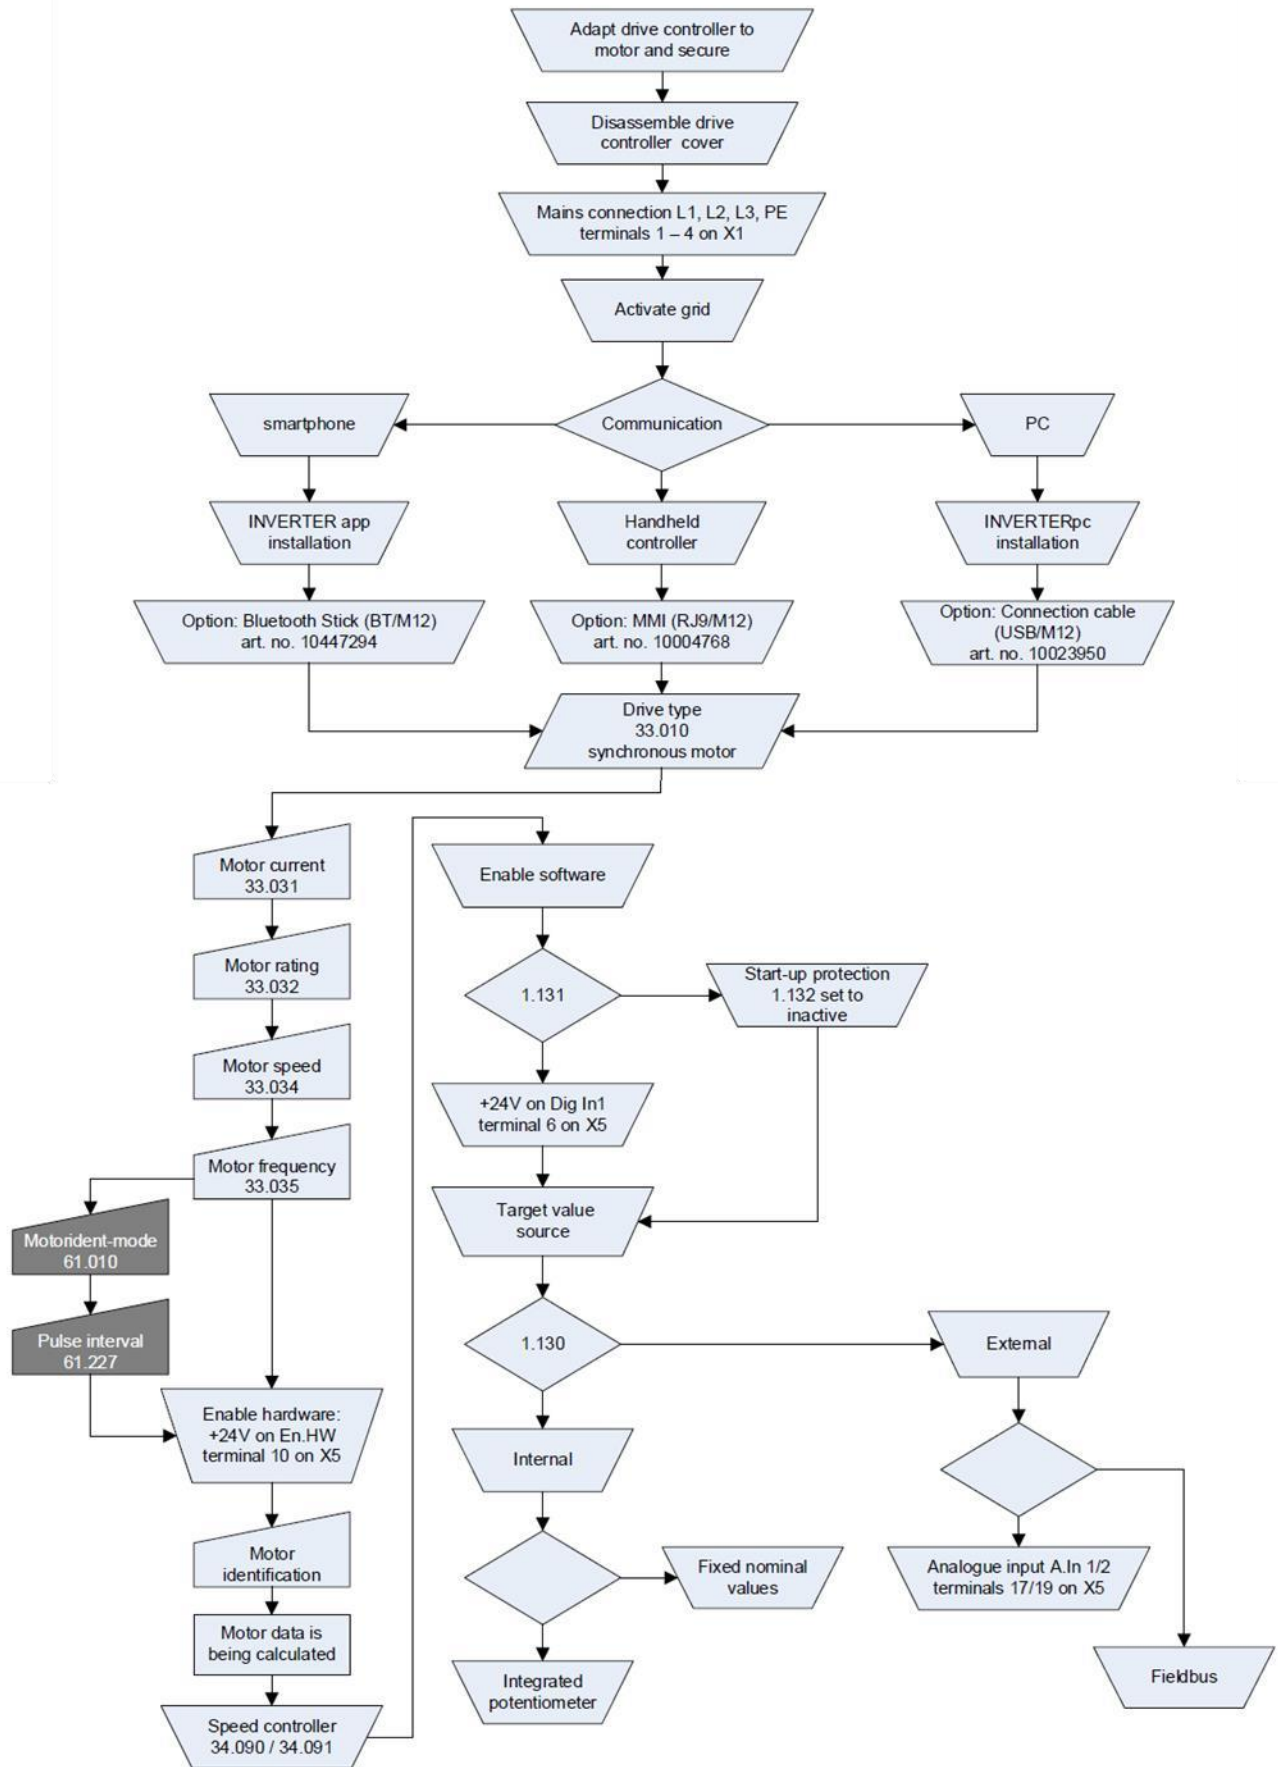 Adapt drive controller to
motor and secure
Disassemble drive
controller cover
Mains connection L1, L2, L3, PE
terminals 1 – 4 on X1
Activate grid
smartphone
Communication
PC
INVERTER app
installation
Handheld
controller
INVERTERpc
installation
Option: Bluetooth Stick (BT/M12)
art. no. 10447294
Option: MMI (RJ9/M12)
art. no. 10004768
Option: Connection cable
(USB/M12)
art. no. 10023950
Drive type
33.010
synchronous motor
Motor current
33.031
Motor rating
33.032
Motor speed
33.034
Motor frequency
33.035
Motorident-mode
61.010
Pulse interval
61.227
Enable hardware:
+24V on En.HW
terminal 10 on X5
Motor
identification
Motor data is
being calculated
Speed controller
34.090 / 34.091
Enable software
1.131
Start-up protection
1.132 set to
inactive
+24V on Dig In1
terminal 6 on X5
Target value
source
1.130
External
Internal
Fixed nominal
values
Analogue input A.In 1/2
terminals 17/19 on X5
Integrated
potentiometer
Fieldbus